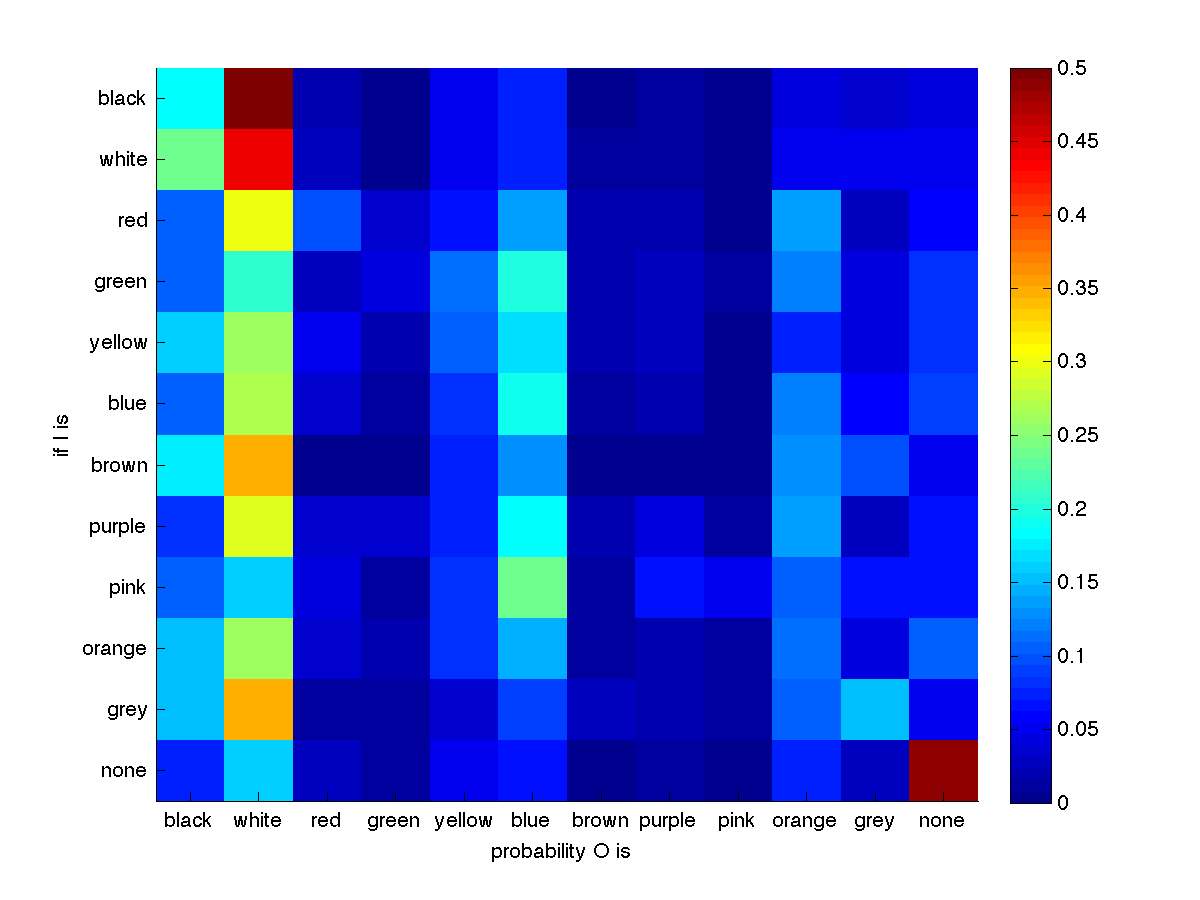 black
white
red
green
yellow
blue
brown
purple
pink
orange
grey
none
if I is
black white red green yellow blue brown purple pink orange grey none
probability O is
0.5
0.45
0.4
0.35
0.3
0.25
0.2
0.15
0.1
0.05
0